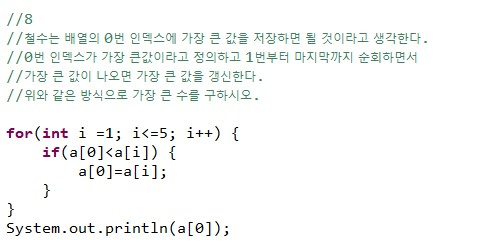 //8
//철수는 배열의 0번 인덱스에 가장 큰 값을 저장하면 될 것이라고 생각한다.
//0번 인덱스가 가장 큰값이라고 정의하고 1번부터 마지막까지 순회하면서
//가장 큰 값이 나오면 가장 큰 값을 갱신한다.
//위와 같은 방식으로 가장 큰 수를 구하시오.
for(int i =1; i<=5; i++) {
if(a[0]<a[i]) {
a[0]=a[i];
}
}
System.out.println(a[0]);